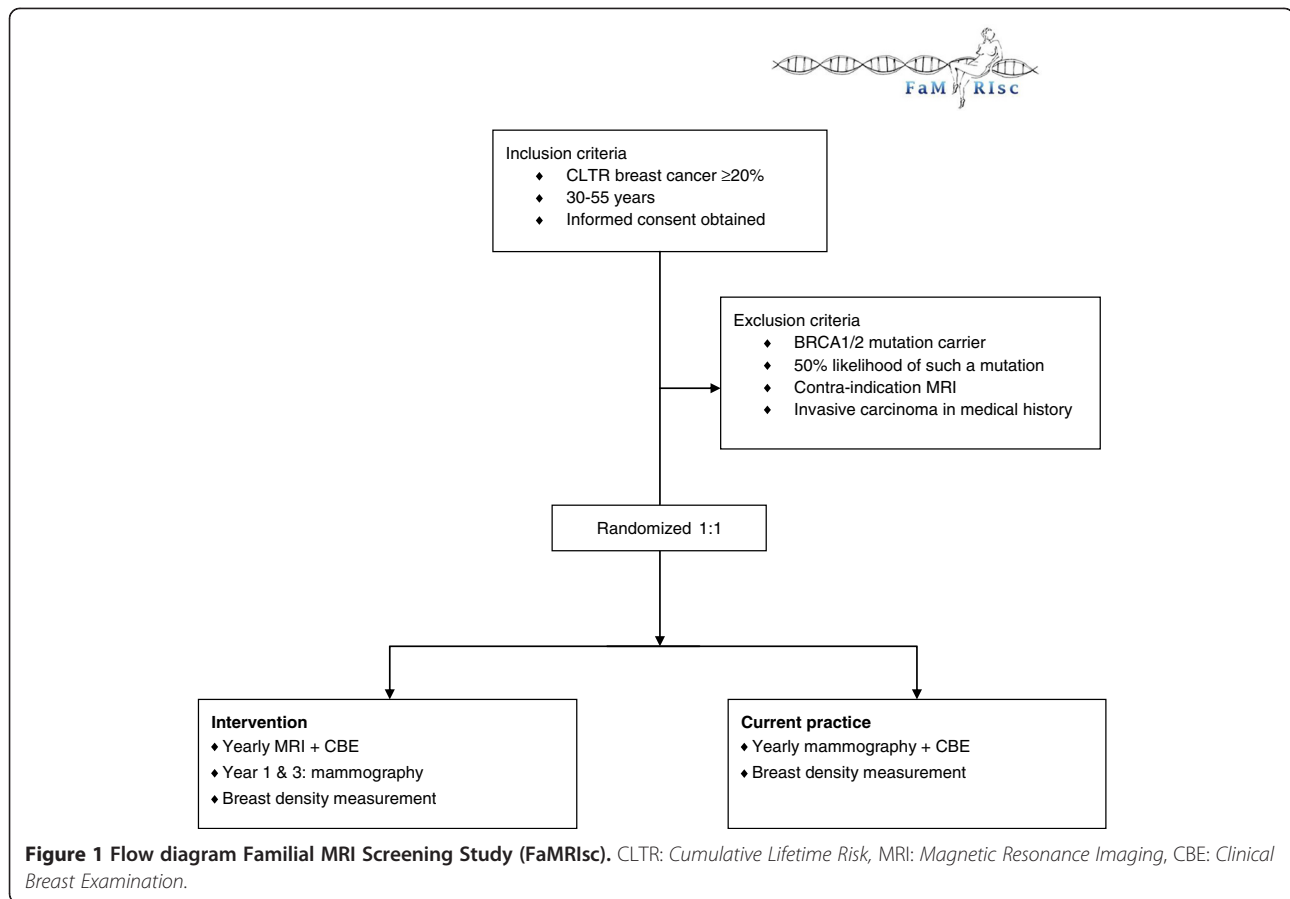 FaM RIsc
Inclusion criteria
♦ CLTR breast cancer ≥20%
♦ 30-55 years
♦ Informed consent obtained
Exclusion criteria
♦ BRCA1/2 mutation carrier
♦ 50% likelihood of such a mutation
♦ Contra-indication MRI
♦ Invasive carcinoma in medical history
Randomized 1:1
Intervention
♦ Yearly MRI + CBE
♦ Year 1 & 3: mammography
♦ Breast density measurement
Current practice
♦ Yearly mammography + CBE
♦ Breast density measurement
Figure 1 Flow diagram Familial MRI Screening Study (FaMRIsc). CLTR: Cumulative Lifetime Risk, MRI: Magnetic Resonance Imaging, CBE: Clinical
Breast Examination.